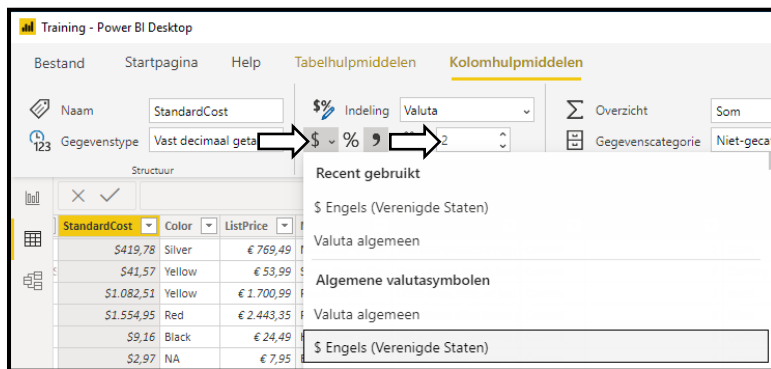 Training - Power BI Desktop
Bestand Startpagina Help Tabelhulpmiddelen Kolomhulpmiddelen
Naam StandardCost $% Indeling Valuta Σ Overzicht Som
123 Gegevenstype Vast decimaal geta $ % 9 2 Gegevenscategorie Niet-geca
Structuur
Recent gebruikt
$ Engels (Verenigde Staten)
Valuta algemeen
Algemene valutasymbolen
Valuta algemeen
$ Engels (Verenigde Staten)
StandardCost Color ListPrice
$419,78 Silver € 769,49
$41,57 Yellow € 53,99
$1.082,51 Yellow € 1.700,99
$1.554,95 Red € 2.443,35
$9,16 Black € 24,49
$2,97 NA € 7,95